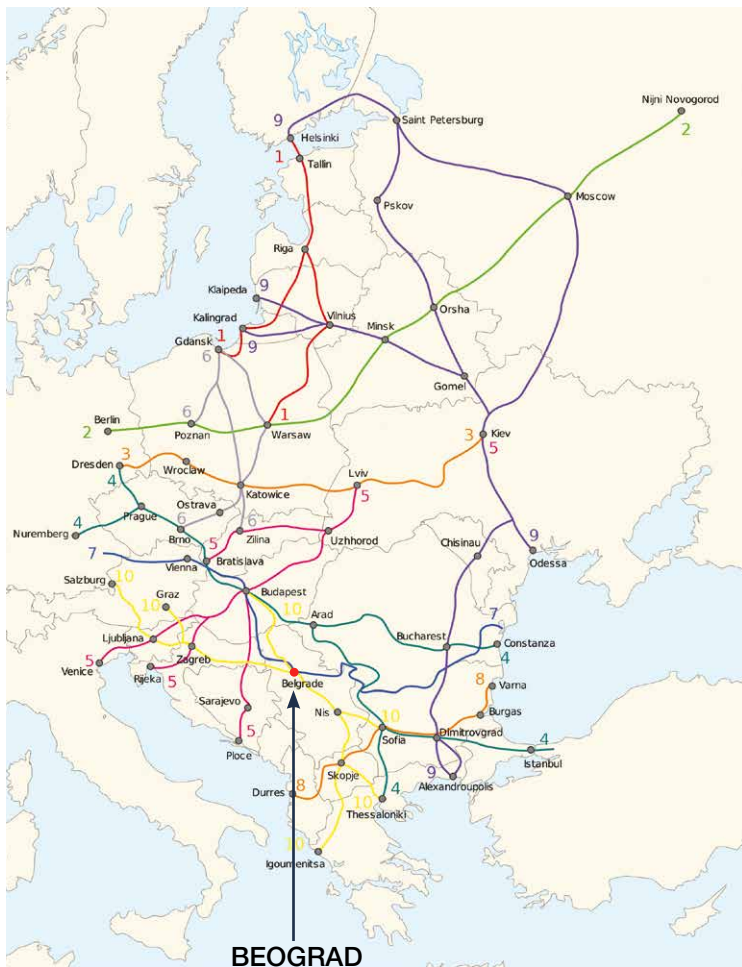 Nijni Novogorod
2
9
Saint Petersburg
Helsinki
1
Tallin
Moscow
Pskov
Riga
Klaipeda
9
Orsha
Kalingrad
Vilnius
Minsk
Gdansk
1
6
9
Gomel
Berlin
6
1
2
Poznan
Warsaw
3
Kiev
5
Dresden
3
4
Wroclaw
Lviv
Katowice
5
Ostrava
Prague
4
6
6
Nuremberg
Brno
Zilina
Uzhhorod
Chisinau
9
Odessa
5
7
Vienna
Bratislava
Salzburg
10
Budapest
Graz
10
10
Arad
7
Ljubljana
Bucharest
Constanza
4
Zagreb
Venice
5
Rijeka
5
Belgrade
8
Varna
Sarajevo
Nis
10
Burgas
5
Sofia
Dimitrovgrad
4
Ploce
Istanbul
Skopje
9
Durres
8
4
Alexandroupolis
10
Thessaloniki
10
Igoumenitsa
BEOGRAD